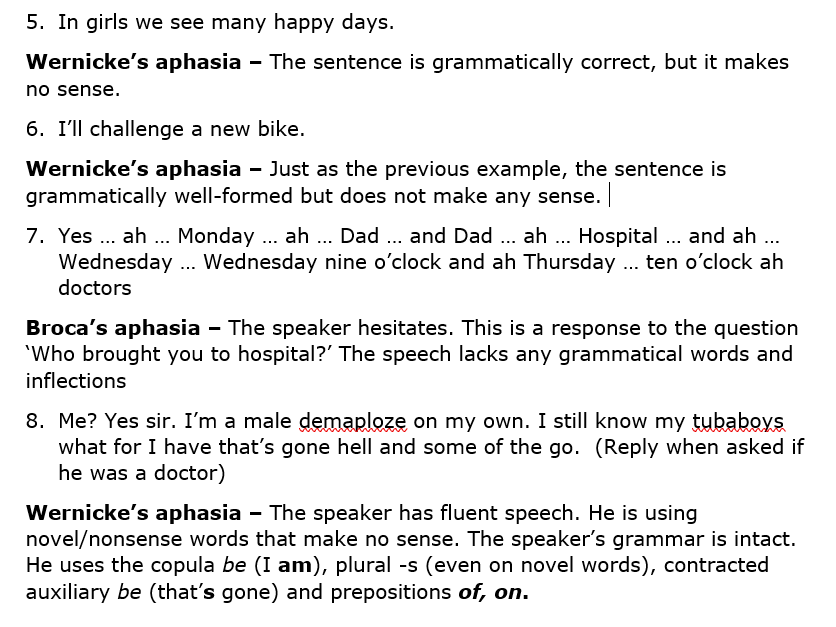 5. In girls we see many happy days.
Wernicke’s aphasia – The sentence is grammatically correct, but it makes
no sense.
6. I’ll challenge a new bike.
Wernicke’s aphasia – Just as the previous example, the sentence is
grammatically well-formed but does not make any sense.
7. Yes … ah … Monday … ah … Dad … and Dad … ah … Hospital … and ah …
Wednesday … Wednesday nine o’clock and ah Thursday … ten o’clock ah
doctors
Broca’s aphasia – The speaker hesitates. This is a response to the question
‘Who brought you to hospital?’ The speech lacks any grammatical words and
inflections
8. Me? Yes sir. I’m a male demaploze on my own. I still know my tubaboys
what for I have that’s gone hell and some of the go. (Reply when asked if
he was a doctor)
Wernicke’s aphasia – The speaker has fluent speech. He is using
novel/nonsense words that make no sense. The speaker’s grammar is intact.
He uses the copula be (I am), plural -s (even on novel words), contracted
auxiliary be (that’s gone) and prepositions of, on.